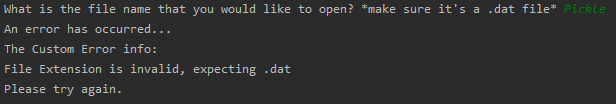 What is the file name that you would like to open? *make sure it's a .dat file* Pickle
An error has occurred...
The Custom Error info:
File Extension is invalid, expecting .dat
Please try again.